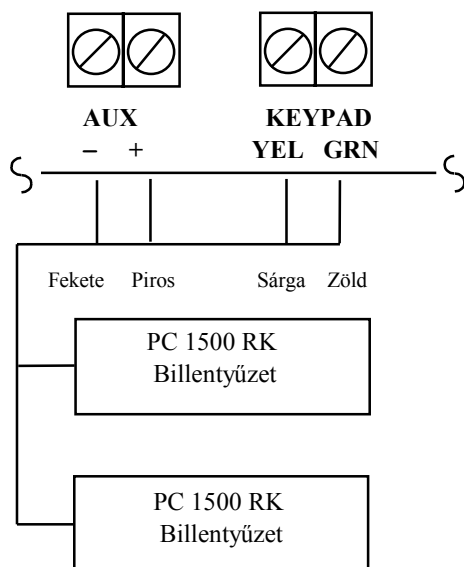 AUX KEYPAD
– + YEL GRN
Fekete Piros Sárga Zöld
PC 1500 RK
Billentyűzet
PC 1500 RK
Billentyűzet